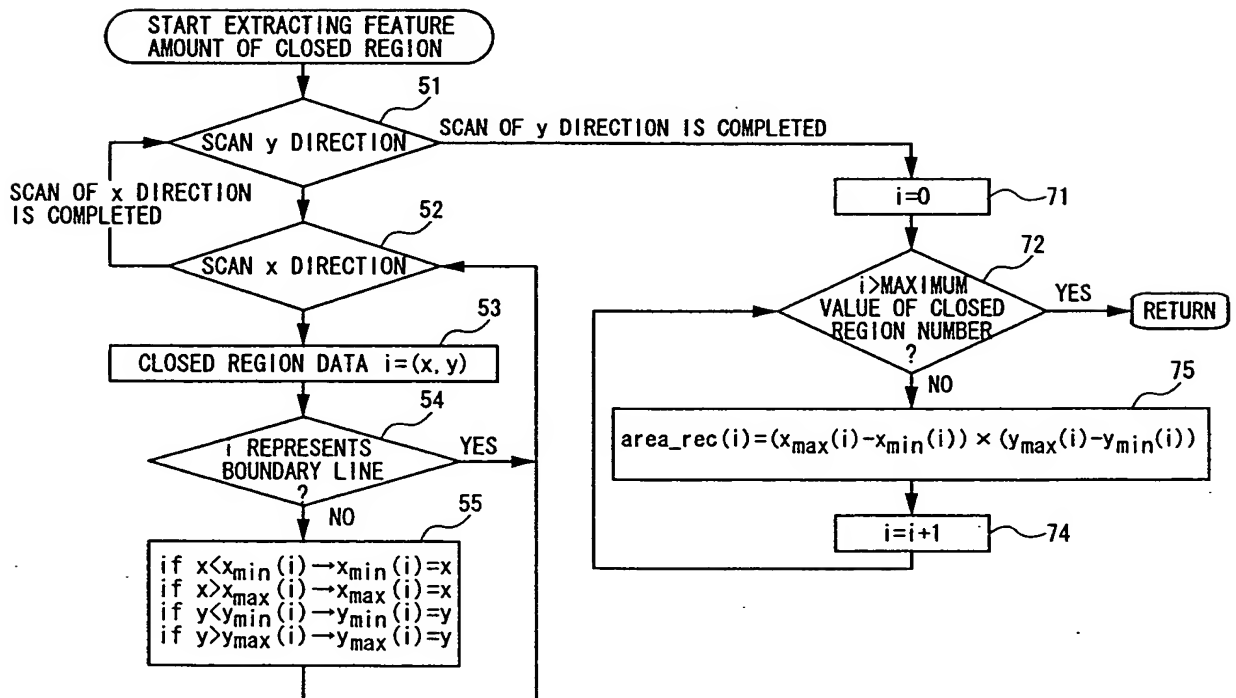 START EXTRACTING FEATURE
AMOUNT OF CLOSED REGION
51
SCAN y DIRECTION
SCAN OF y DIRECTION IS COMPLETED
SCAN OF x DIRECTION
IS COMPLETED
52
SCAN x DIRECTION
53
CLOSED REGION DATA i=(x, y)
54
i REPRESENTS
BOUNDARY LINE
?
YES
NO
55
if x<xmin(i)→xmin(i)=x
if x>xmax(i)→xmax(i)=x
if y<ymin(i)→ymin(i)=y
if y>ymax(i)→ymax(i)=y
i=0
71
72
i>MAXIMUM
VALUE OF CLOSED
REGION NUMBER
?
YES
RETURN
NO
75
area_rec(i)=(xmax(i)-xmin(i))×(ymax(i)-ymin(i))
i=i+1
74